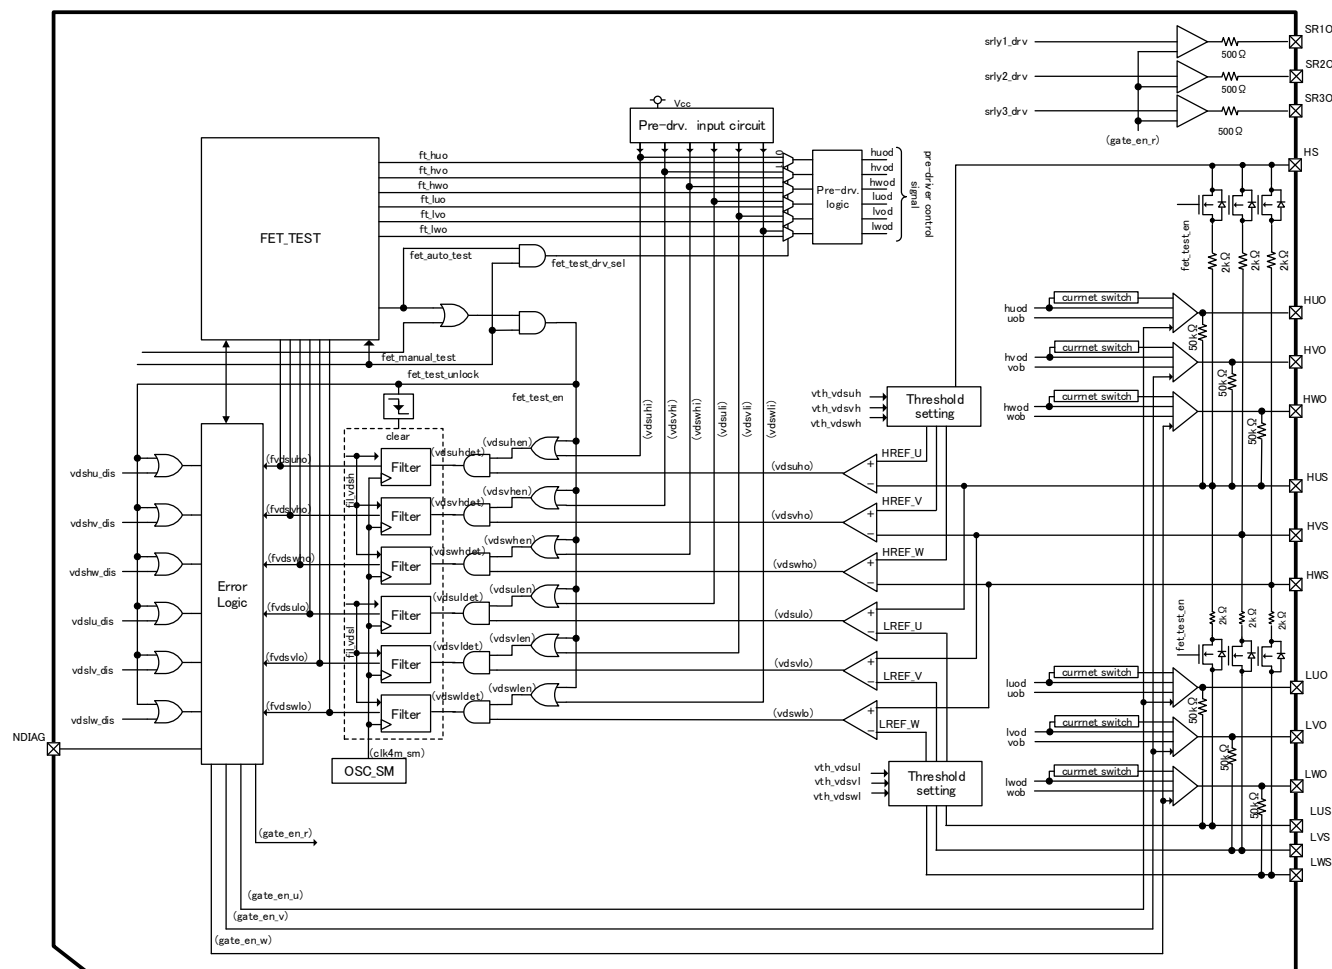 SR1O
srly1_drv
500Ω
SR2O
srly2_drv
500Ω
SR3O
srly3_drv
500Ω
(gate_en_r)
Vcc
Pre-drv. input circuit
HS
ft_huo
ft_hvo
ft_hwo
ft_luo
ft_lvo
ft_lwo
0
1
Pre-drv.
logic
huod
hvod
hwod
luod
lvod
lwod
pre-driver control
signal
FET_TEST
fet_auto_test
fet_test_drv_sel
fet_manual_test
fet_test_unlock
fet_test_en
fet_test_en
2kΩ
2kΩ
2kΩ
currnet switch
huod
uob
HUO
50kΩ
currnet switch
hvod
vob
HVO
50kΩ
currnet switch
hwod
wob
HWO
50kΩ
vth_vdsuh
vth_vdsvh
vth_vdswh
Threshold
setting
(vdsuhi)
(vdsvhi)
(vdswhi)
(vdsuli)
(vdsvli)
(vdswli)
clear
fil_vdsh
fil_vdsl
vdshu_dis
(fvdsuho)
Filter
(vdsuhdet)
(vdsuhen)
(vdsuho)
HREF_U
HUS
vdshv_dis
(fvdsvho)
Filter
(vdsvhdet)
(vdsvhen)
(vdsvho)
HREF_V
HVS
vdshw_dis
(fvdswho)
Filter
(vdswhdet)
(vdswhen)
(vdswho)
HREF_W
HWS
Error
Logic
vdslu_dis
(fvdsulo)
Filter
(vdsuldet)
(vdsulen)
(vdsulo)
LREF_U
vdslv_dis
(fvdsvlo)
Filter
(vdsvldet)
(vdsvlen)
(vdsvlo)
LREF_V
vdslw_dis
(fvdswlo)
Filter
(vdswldet)
(vdswlen)
(vdswlo)
LREF_W
fet_test_en
2kΩ
2kΩ
2kΩ
currnet switch
luod
uob
LUO
50kΩ
currnet switch
lvod
vob
LVO
50kΩ
currnet switch
lwod
wob
LWO
50kΩ
NDIAG
(clk4m_sm)
OSC_SM
vth_vdsul
vth_vdsvl
vth_vdswl
Threshold
setting
LUS
LVS
LWS
(gate_en_r)
(gate_en_u)
(gate_en_v)
(gate_en_w)